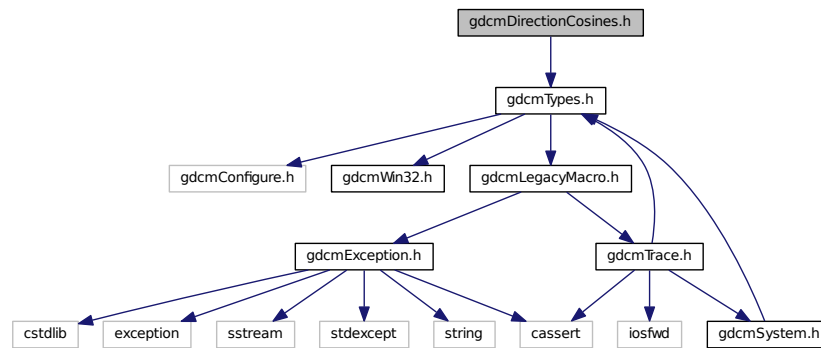 gdcmDirectionCosines.h
gdcmTypes.h
gdcmConfigure.h
gdcmWin32.h
gdcmLegacyMacro.h
gdcmException.h
gdcmTrace.h
cstdlib
exception
sstream
stdexcept
string
cassert
iosfwd
gdcmSystem.h